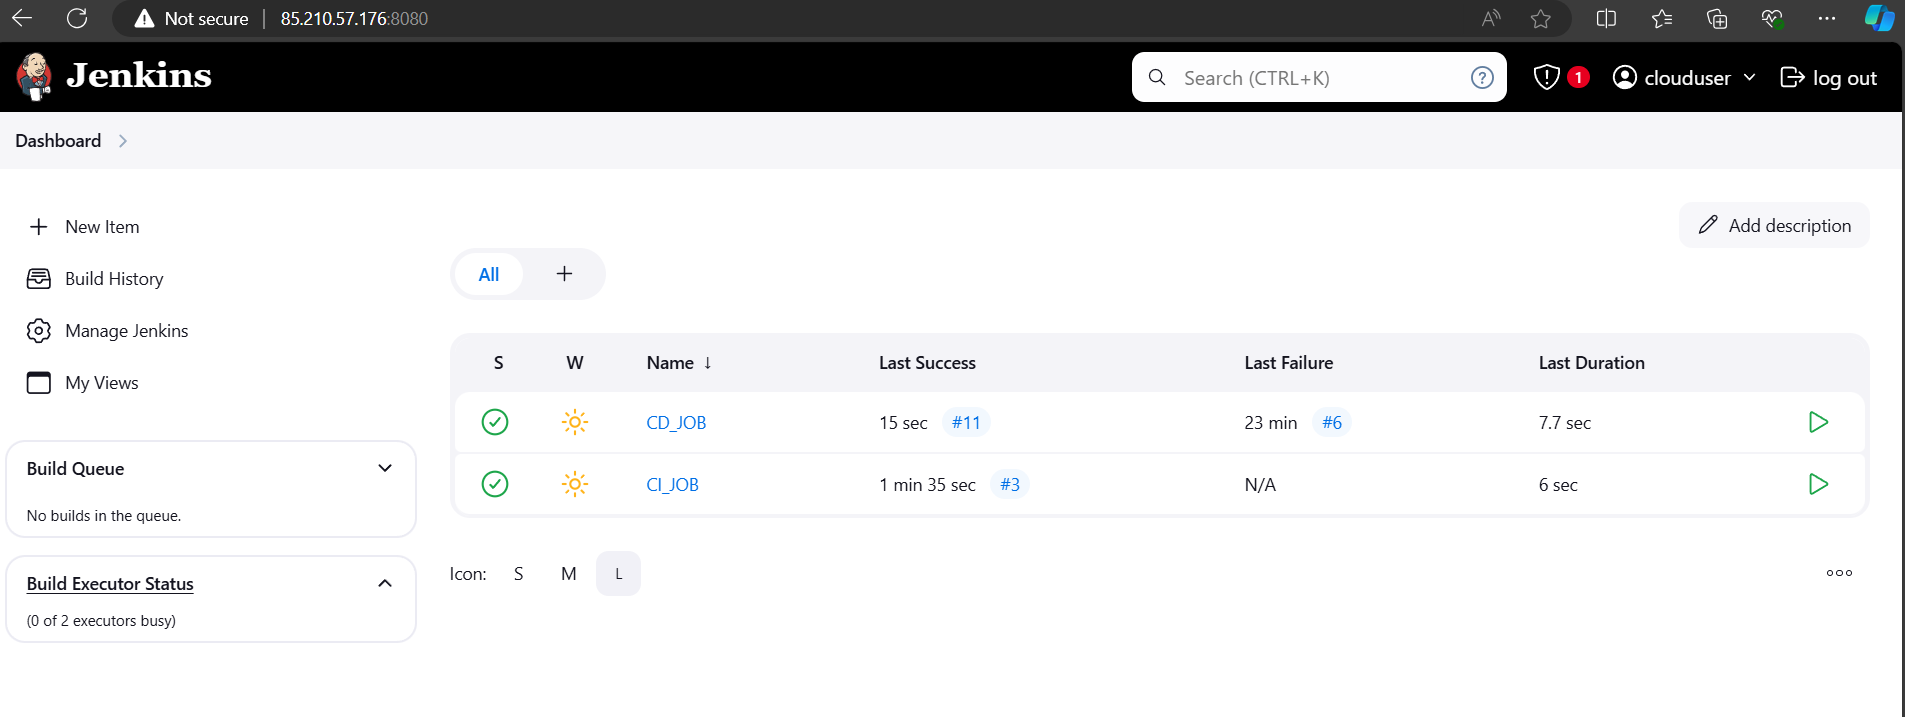 Not secure 85.210.57.176:8080
Jenkins
Search (CTRL+K)
1
clouduser
log out
Dashboard
New Item
Build History
Manage Jenkins
My Views
Build Queue
No builds in the queue.
Build Executor Status
(0 of 2 executors busy)
Add description
All
S W Name ↓ Last Success Last Failure Last Duration
CD_JOB 15 sec #11 23 min #6 7.7 sec
CI_JOB 1 min 35 sec #3 N/A 6 sec
Icon: S M L